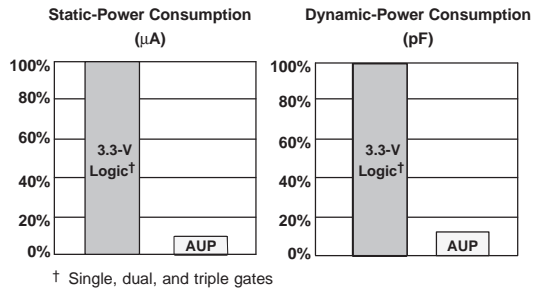 Static-Power Consumption
(μA)
100%
80%
60%
40%
20%
0%
3.3-V
Logic†
AUP
Dynamic-Power Consumption
(pF)
100%
80%
60%
40%
20%
0%
3.3-V
Logic†
AUP
† Single, dual, and triple gates